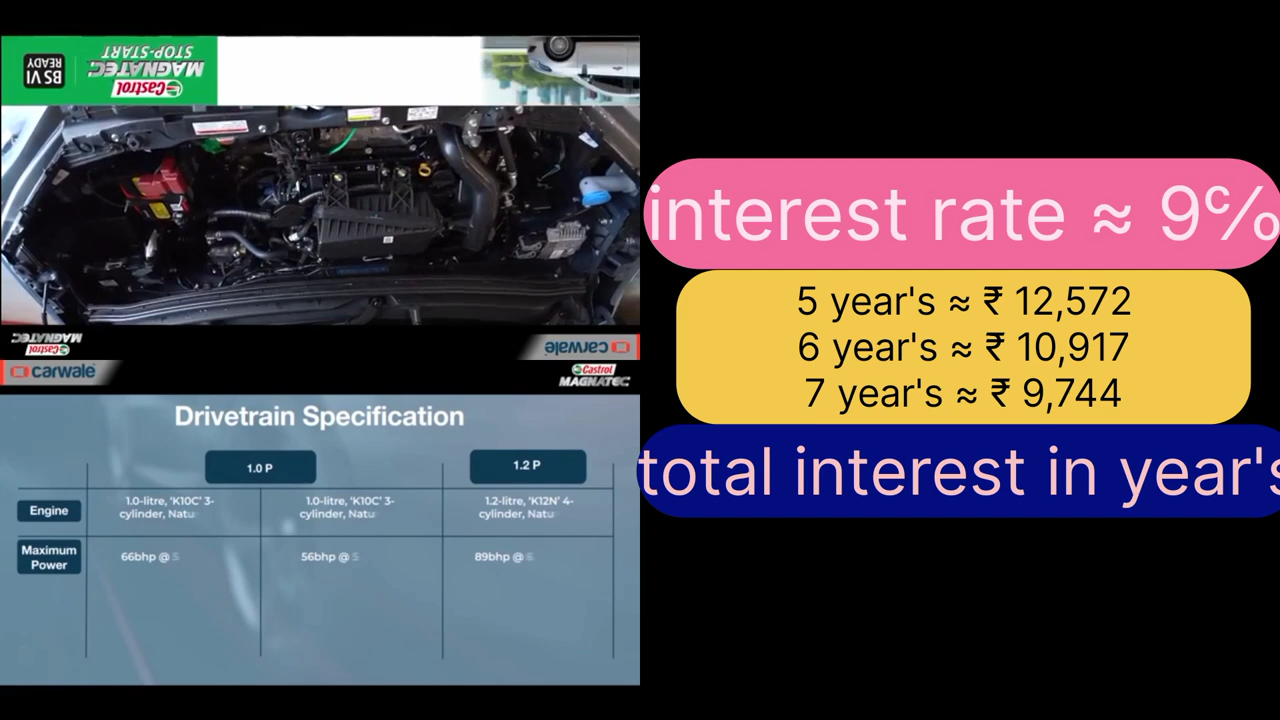 BS VI
READY
Castrol
MAGNATEC
STOP-START
Castrol
MAGNATEC
carwale
carwale
Castrol
MAGNATEC
Drivetrain Specification
1.0 P
1.2 P
Engine
1.0-litre, 'K10C' 3-
cylinder, Natu
1.0-litre, 'K10C' 3-
cylinder, Natu
1.2-litre, 'K12N' 4-
cylinder, Natu
Maximum
Power
66bhp @
56bhp @
89bhp @
interest rate ≈ 9%
5 year's ≈ ₹ 12,572
6 year's ≈ ₹ 10,917
7 year's ≈ ₹ 9,744
total interest in year's